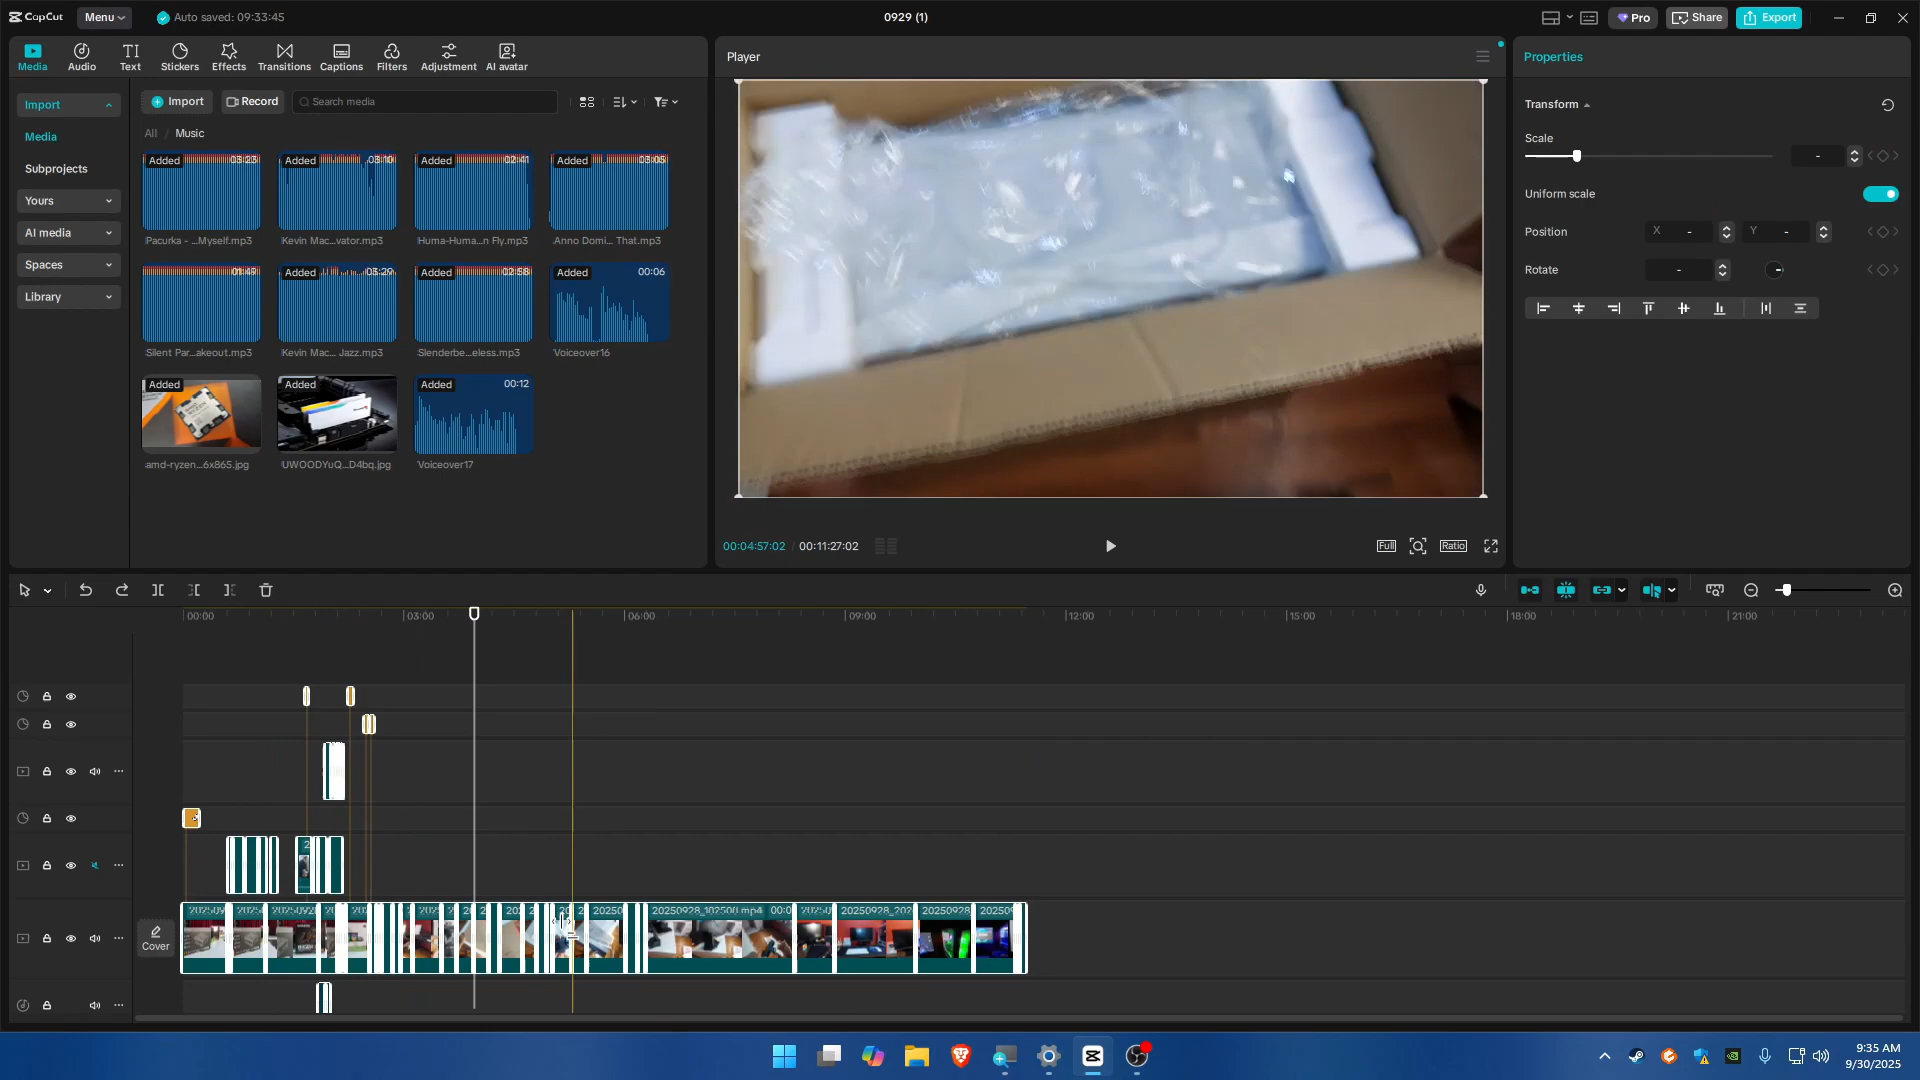 CapCut
Menu
Auto saved: 09:33:45
0929 (1)
Pro
Share
Export
Media
Audio
TI
Text
Stickers
Effects
Transitions
Captions
Filters
Adjustment
AI avatar
Player
Properties
Import
Media
Subprojects
Yours
AI media
Spaces
Library
Import
Record
Search media
All / Music
Added 03:23
Added 03:10
Added 02:41
Added 03:05
Pacurka - ...Myself.mp3
Kevin Mac...vator.mp3
Huma-Huma...n Fly.mp3
Anno Domi... That.mp3
01:49
Added 03:29
Added 02:58
Added 00:06
Silent Par...akeout.mp3
Kevin Mac... Jazz.mp3
Slenderbe...eless.mp3
Voiceover16
Added
Added
Added 00:12
amd-ryzen...6x865.jpg
UWOODYuQ...D4bq.jpg
Voiceover17
00:04:57:02 / 00:11:27:02
Full
Ratio
Transform
Scale
-
Uniform scale
Position
X -
Y -
Rotate
-
00:00
03:00
06:00
09:00
12:00
15:00
18:00
21:00
Cover
20250928_102501.mp4
20250928_202
20250928
9:35 AM
9/30/2025